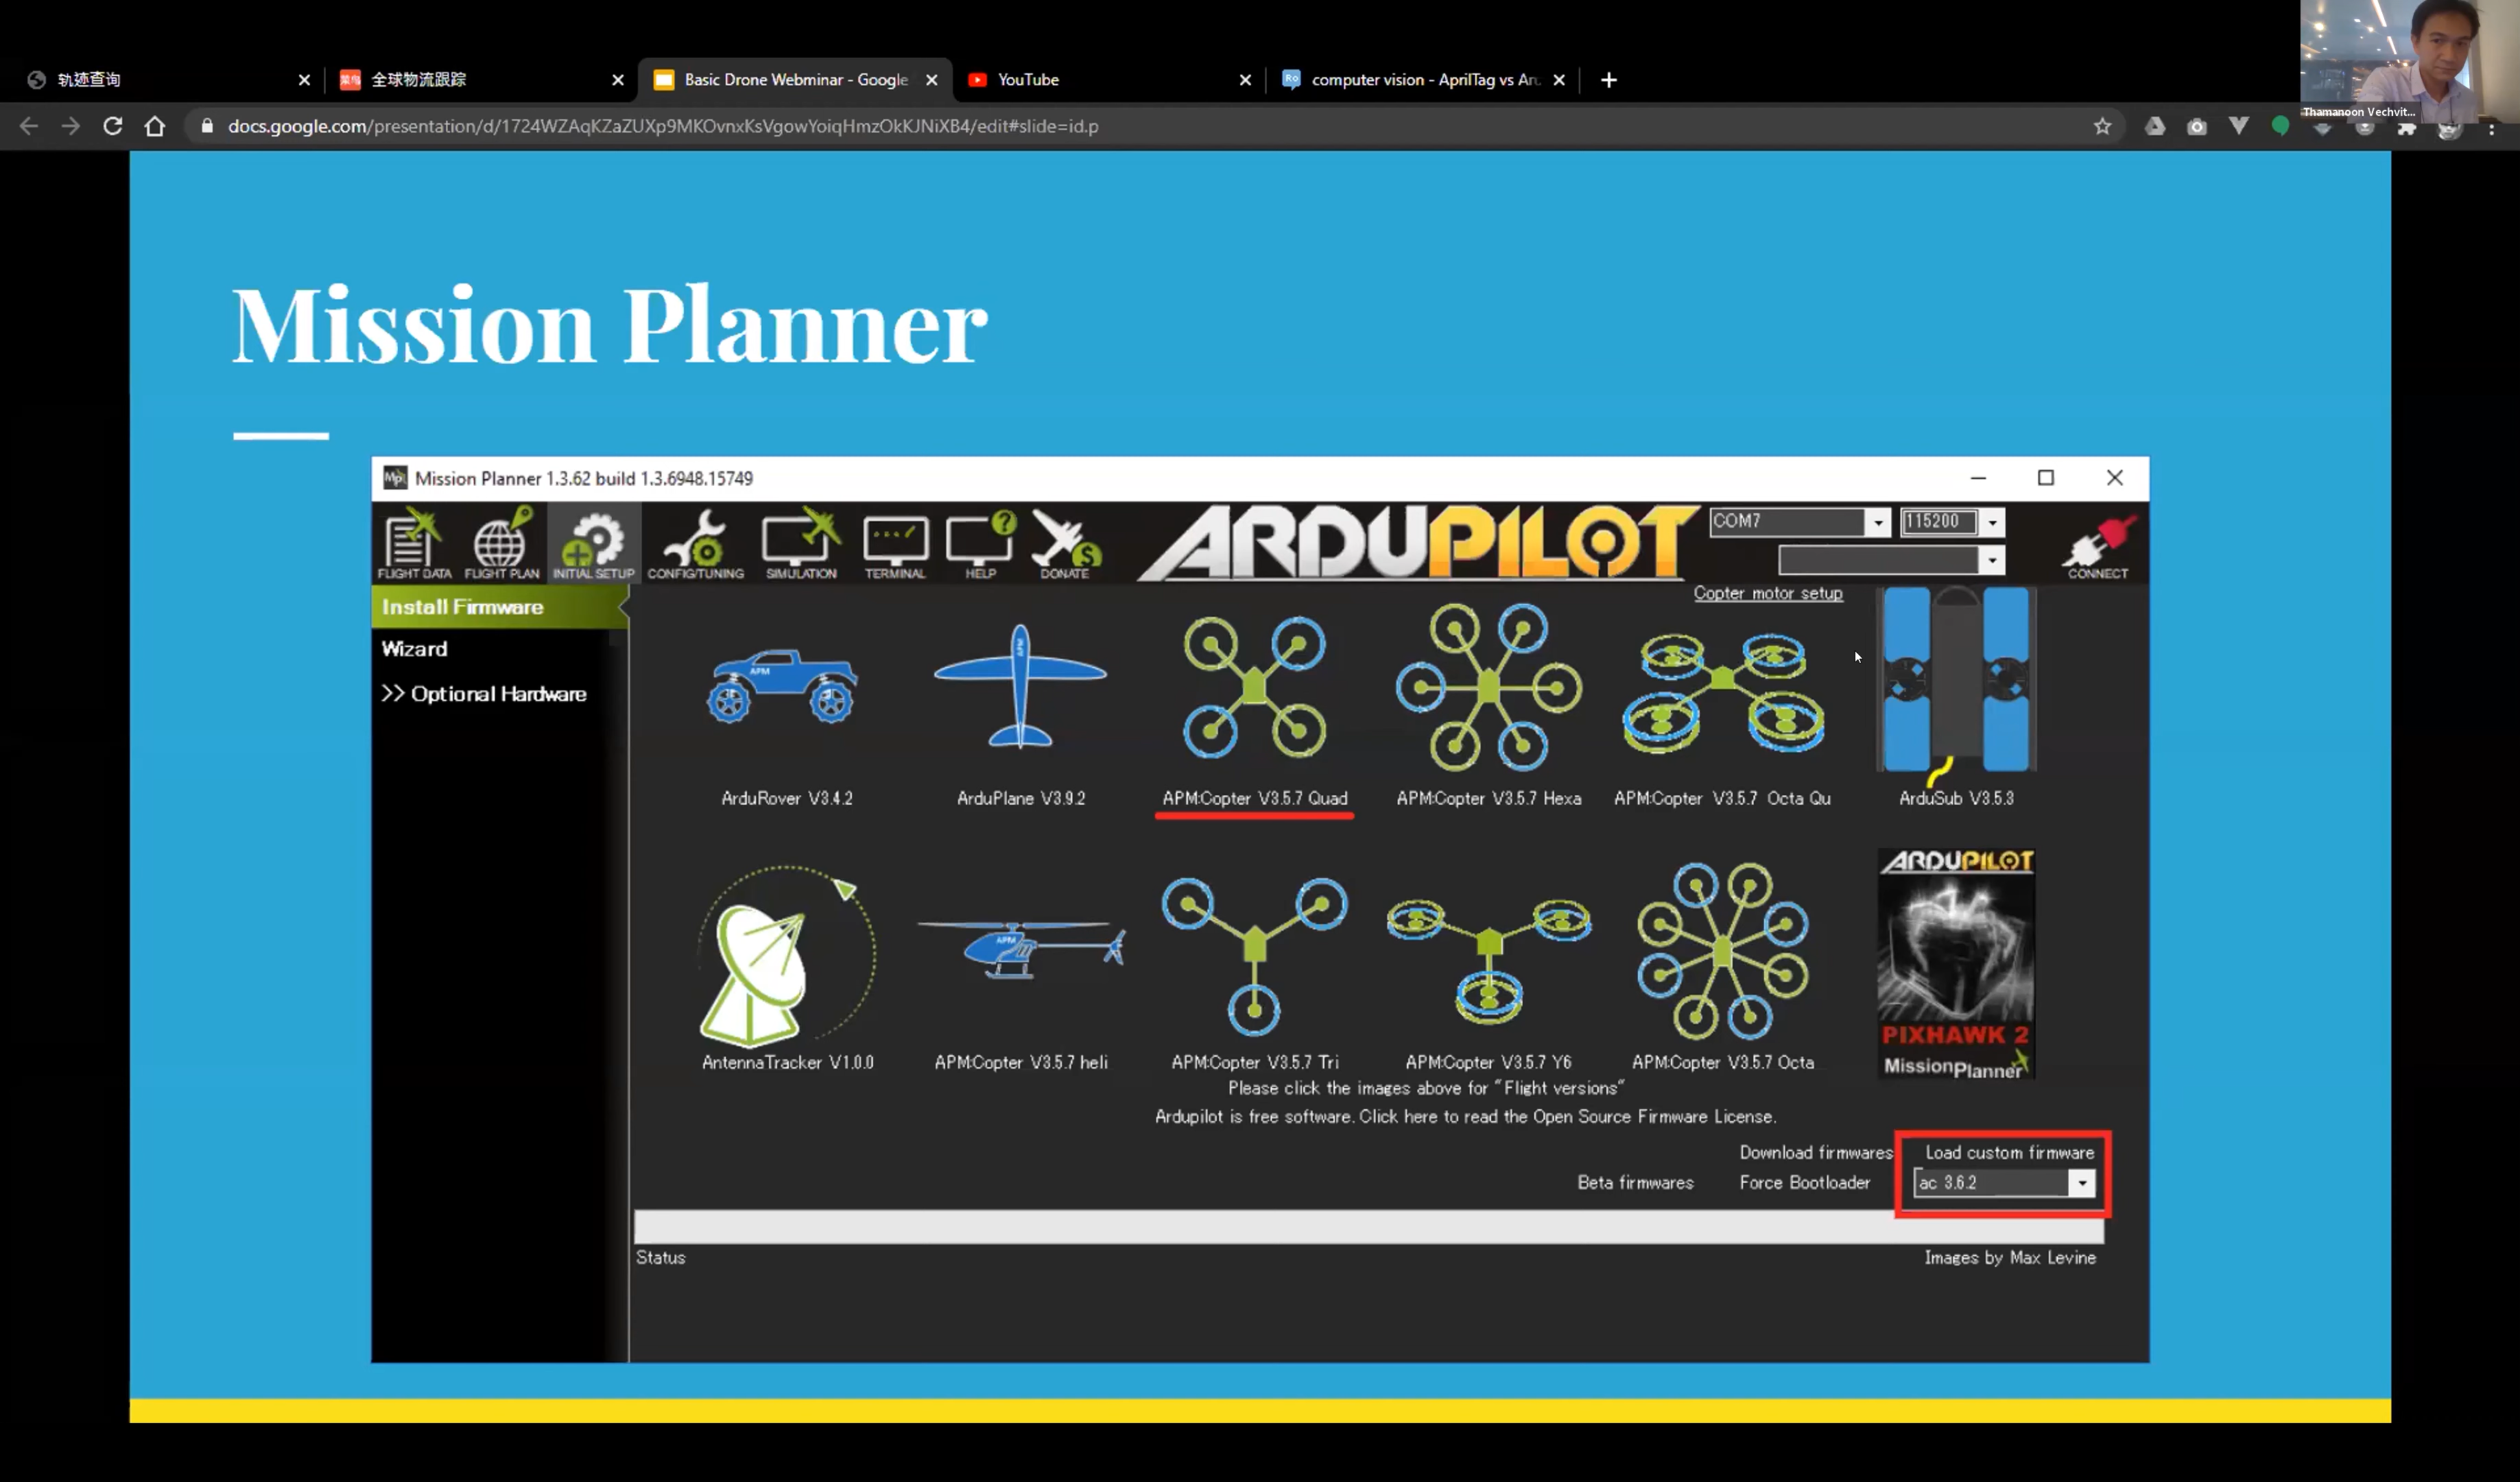 轨迹查询
全球物流跟踪
Basic Drone Webminar - Google
YouTube
computer vision - AprilTag vs Aru
Thamanoon Vechvit...
docs.google.com/presentation/d/1724WZAqKZaZUXp9MKOvnxKsVgowYoiqHmzOkKJNiXB4/edit#slide=id.p
Mission Planner
Mission Planner 1.3.62 build 1.3.6948.15749
FLIGHT DATA FLIGHT PLAN INITIAL SETUP CONFIG/TUNING SIMULATION TERMINAL HELP DONATE
ARDUPILOT
COM7
115200
CONNECT
Install Firmware
Wizard
>> Optional Hardware
Copter motor setup
APM
APM
ArduRover V3.4.2
ArduPlane V3.9.2
APM:Copter V3.5.7 Quad
APM:Copter V3.5.7 Hexa
APM:Copter V3.5.7 Octa Qu
ArduSub V3.5.3
APM
ARDUPILOT
PIXHAWK 2
MissionPlanner
AntennaTracker V1.0.0
APM:Copter V3.5.7 heli
APM:Copter V3.5.7 Tri
APM:Copter V3.5.7 Y6
APM:Copter V3.5.7 Octa
Please click the images above for "Flight versions"
Ardupilot is free software. Click here to read the Open Source Firmware License.
Download firmwares
Load custom firmware
Beta firmwares
Force Bootloader
ac 3.6.2
Status
Images by Max Levine